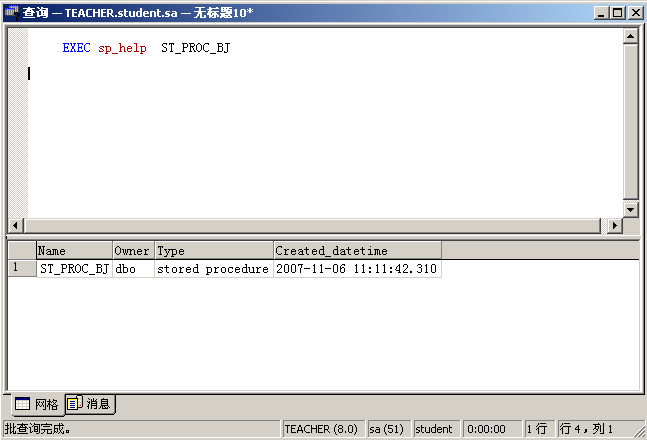 查询 — TEACHER.student.sa — 无标题10*
EXEC sp_help ST_PROC_BJ
Name Owner Type Created_datetime
1 ST_PROC_BJ dbo stored procedure 2007-11-06 11:11:42.310
网格 消息
批查询完成。 TEACHER (8.0) sa (51) student 0:00:00 1 行 行 4，列 1